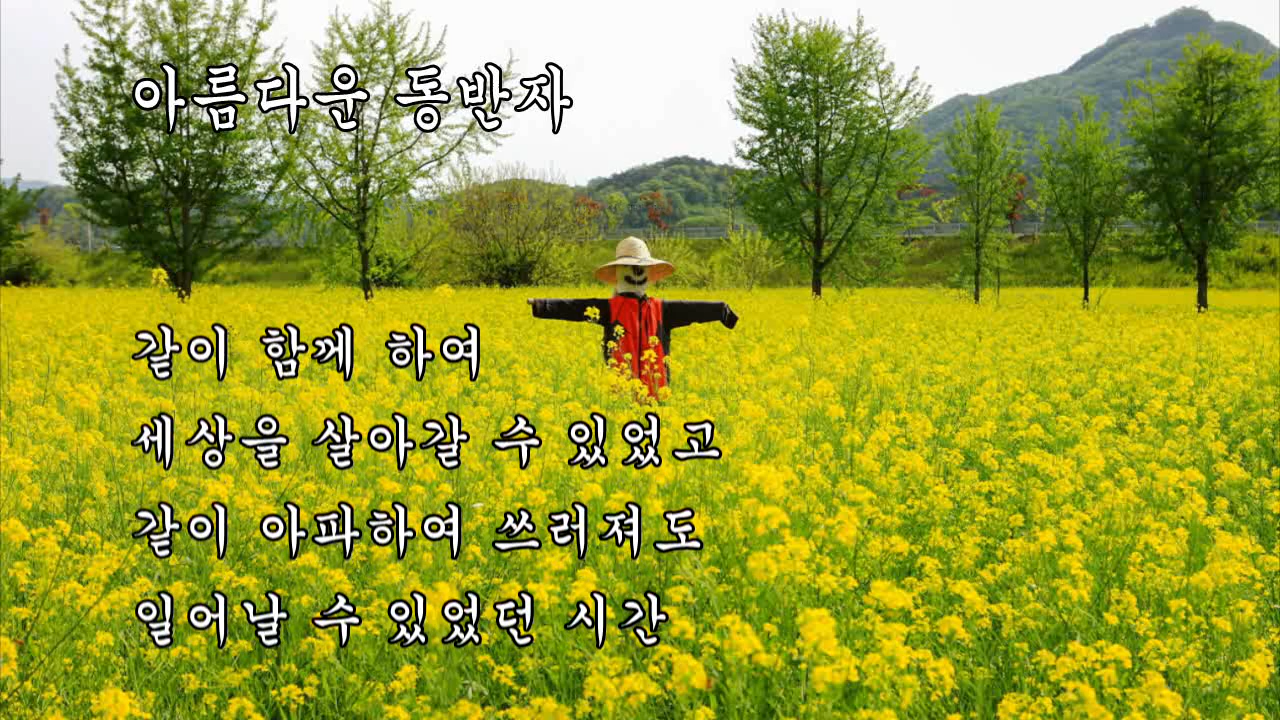 아름다운 동반자
같이 함께 하여
세상을 살아갈 수 있었고
같이 아파하여 쓰러져도
일어날 수 있었던 시간